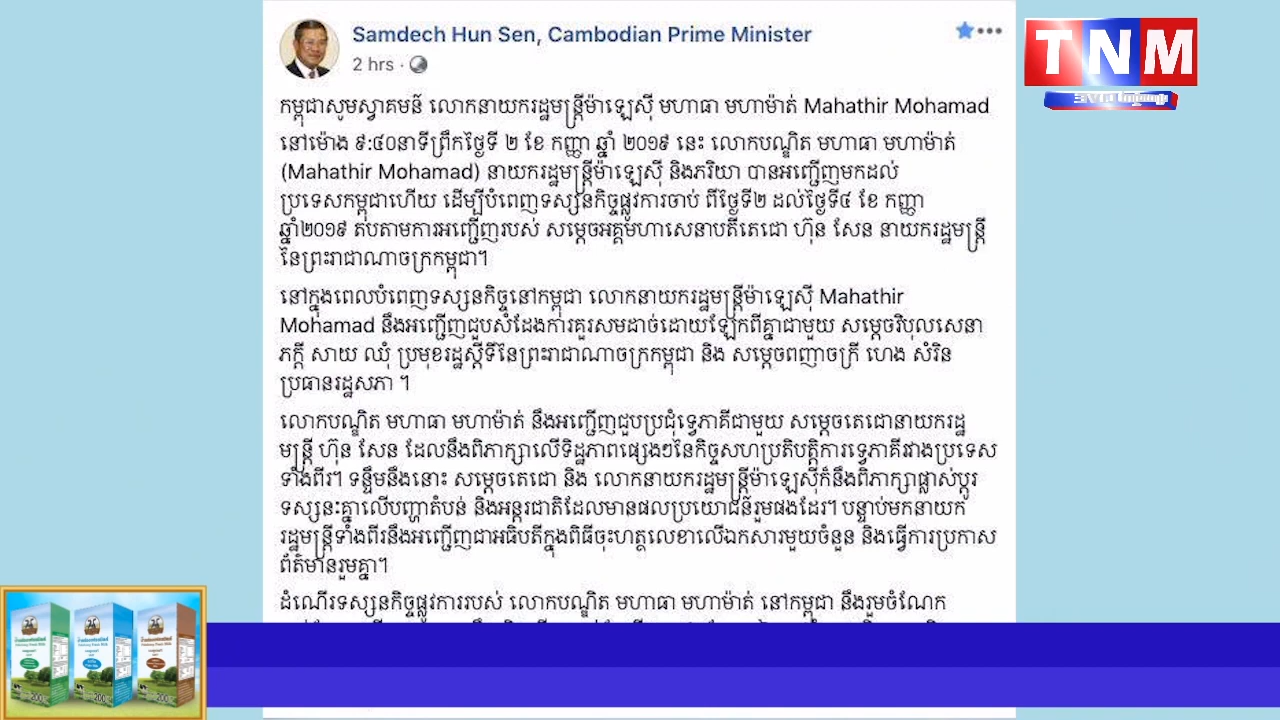 Samdech Hun Sen, Cambodian Prime Minister
2 hrs ·
TNM
កម្ពុជាសូមស្វាគមន៍ លោកនាយករដ្ឋមន្ត្រីម៉ាឡេស៊ី មហាធា មហាម៉ាត់ Mahathir Mohamad
នៅម៉ោង ៩:៤០នាទីព្រឹកថ្ងៃទី ២ ខែ កញ្ញា ឆ្នាំ ២០១៩ នេះ លោកបណ្ឌិត មហាធា មហាម៉ាត់
(Mahathir Mohamad) នាយករដ្ឋមន្ត្រីម៉ាឡេស៊ី និងភរិយា បានអញ្ជើញមកដល់
ប្រទេសកម្ពុជាហើយ ដើម្បីបំពេញទស្សនកិច្ចផ្លូវការចាប់ ពីថ្ងៃទី២ ដល់ថ្ងៃទី៤ ខែ កញ្ញា
ឆ្នាំ២០១៩ តបតាមការអញ្ជើញរបស់ សម្តេចអគ្គមហាសេនាបតីតេជោ ហ៊ុន សែន នាយករដ្ឋមន្ត្រី
នៃព្រះរាជាណាចក្រកម្ពុជា។
នៅក្នុងពេលបំពេញទស្សនកិច្ចនៅកម្ពុជា លោកនាយករដ្ឋមន្ត្រីម៉ាឡេស៊ី Mahathir
Mohamad នឹងអញ្ជើញជួបសំដែងការគួរសមដាច់ដោយឡែកពីគ្នាជាមួយ សម្តេចវិបុលសេនា
ភក្តី សាយ ឈុំ ប្រមុខរដ្ឋស្តីទីនៃព្រះរាជាណាចក្រកម្ពុជា និង សម្តេចពញាចក្រី ហេង សំរិន
ប្រធានរដ្ឋសភា ។
លោកបណ្ឌិត មហាធា មហាម៉ាត់ នឹងអញ្ជើញជួបប្រជុំទ្វេភាគីជាមួយ សម្តេចតេជោនាយករដ្ឋ
មន្ត្រី ហ៊ុន សែន ដែលនឹងពិភាក្សាលើទិដ្ឋភាពផ្សេងៗនៃកិច្ចសហប្រតិបត្តិការទ្វេភាគីរវាងប្រទេស
ទាំងពីរ។ ទន្ទឹមនឹងនោះ សម្តេចតេជោ និង លោកនាយករដ្ឋមន្ត្រីម៉ាឡេស៊ីក៏នឹងពិភាក្សាផ្លាស់ប្តូរ
ទស្សនៈគ្នាលើបញ្ហាតំបន់ និងអន្តរជាតិដែលមានផលប្រយោជន៍រួមផងដែរ។ បន្ទាប់មកនាយក
រដ្ឋមន្ត្រីទាំងពីរនឹងអញ្ជើញជាអធិបតីក្នុងពិធីចុះហត្ថលេខាលើឯកសារមួយចំនួន និងធ្វើការប្រកាស
ព័ត៌មានរួមគ្នា។
ដំណើរទស្សនកិច្ចផ្លូវការរបស់ លោកបណ្ឌិត មហាធា មហាម៉ាត់ នៅកម្ពុជា នឹងរួមចំណែក